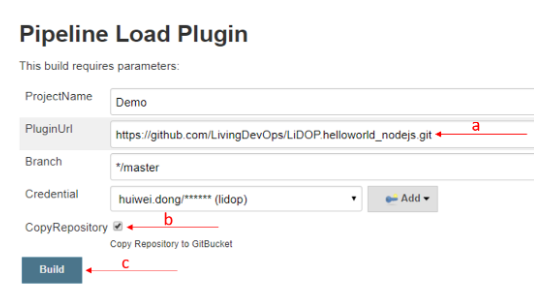 Pipeline Load Plugin
This build requires parameters:
ProjectName Demo
PluginUrl https://github.com/LivingDevOps/LiDOP.helloworld_nodejs.git a
Branch */master
Credential huiwei.dong/****** (lidop) Add
CopyRepository b
Copy Repository to GitBucket
Build c